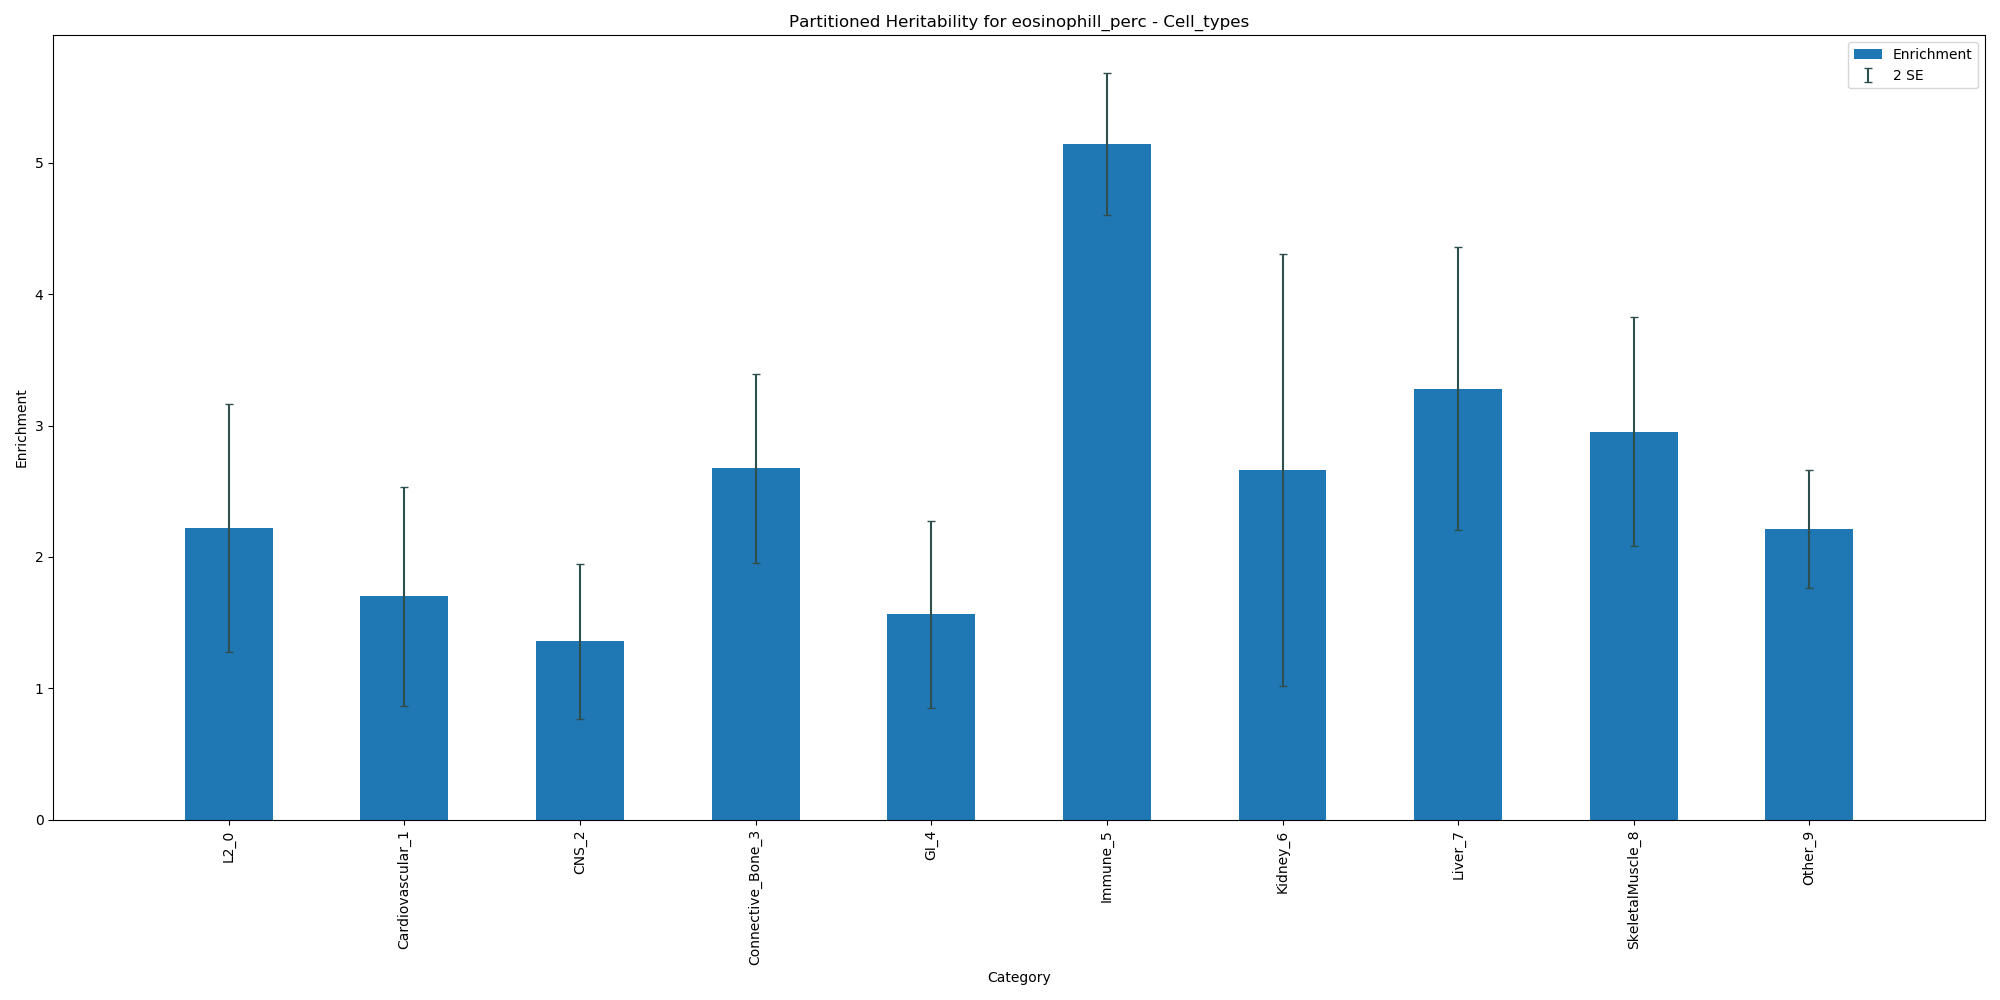 Partitioned Heritability for eosinophill_perc - Cell_types
Enrichment
2 SE
5
4
3
2
1
0
Enrichment
L2_0
Cardiovascular_1
CNS_2
Connective_Bone_3
GI_4
Immune_5
Kidney_6
Liver_7
SkeletalMuscle_8
Other_9
Category